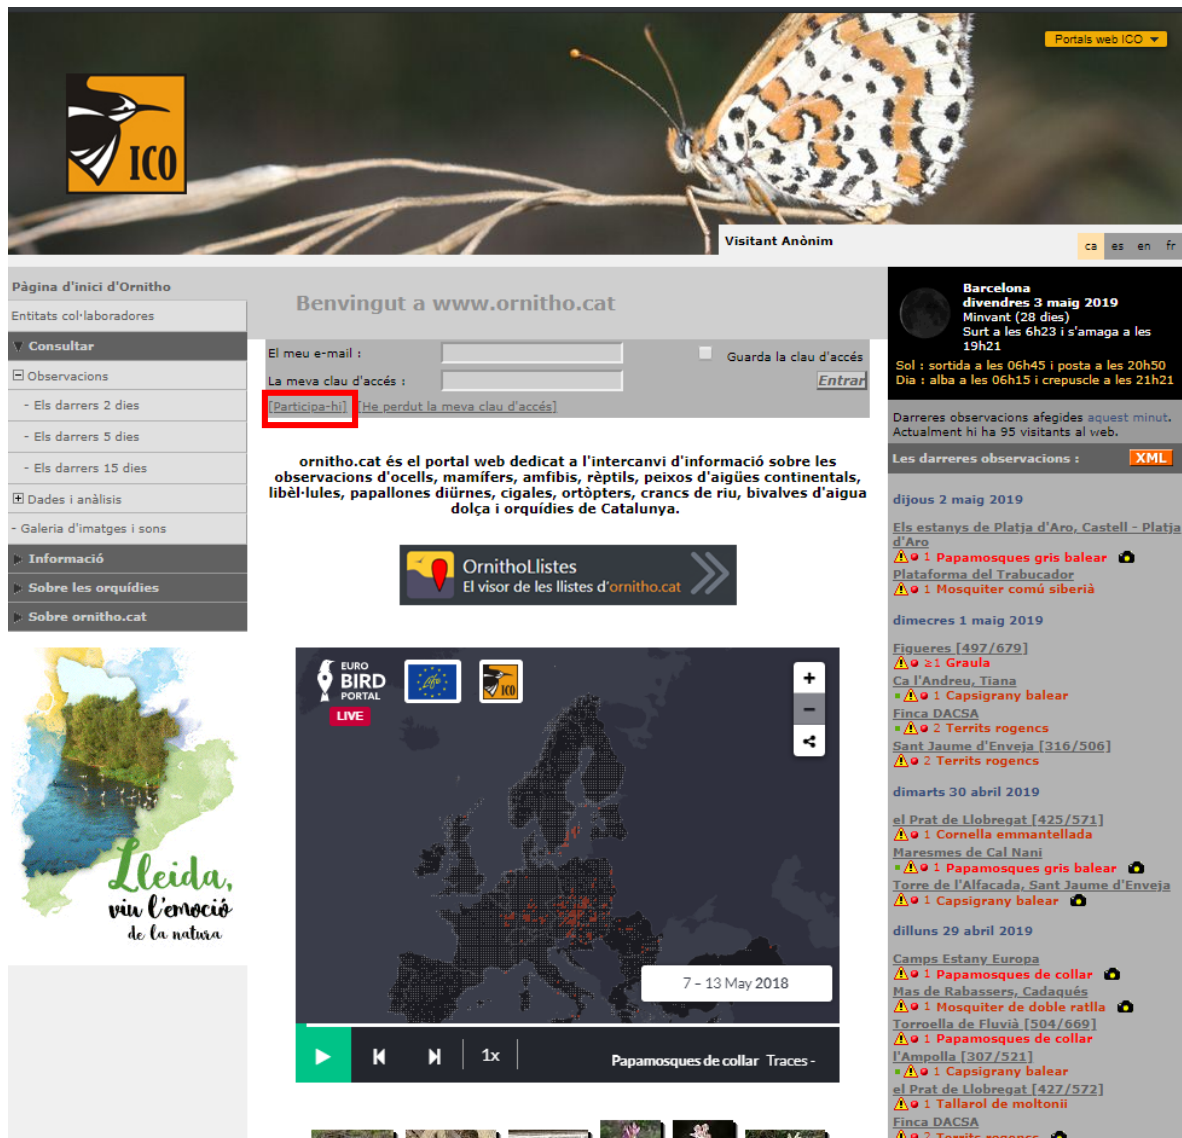 Portals web ICO
ICO
Visitant Anònim
ca es en fr
Pàgina d'inici d'Ornitho
Entitats col·laboradores
Consultar
Observacions
- Els darrers 2 dies
- Els darrers 5 dies
- Els darrers 15 dies
Dades i anàlisis
- Galeria d'imatges i sons
Informació
Sobre les orquídies
Sobre ornitho.cat
Lleida,
viu l'emoció
de la natura
Benvingut a www.ornitho.cat
El meu e-mail :
Guarda la clau d'accés
La meva clau d'accés :
Entrar
[Participa-hi] [He perdut la meva clau d'accés]
ornitho.cat és el portal web dedicat a l'intercanvi d'informació sobre les
observacions d'ocells, mamífers, amfibis, rèptils, peixos d'aigües continentals,
libèl·lules, papallones diürnes, cigales, ortòpters, crancs de riu, bivalves d'aigua
dolça i orquídies de Catalunya.
OrnithoLlistes
El visor de les llistes d'ornitho.cat
EURO
BIRD
PORTAL
LIVE
Life
ICO
+
−
7 – 13 May 2018
1x
Papamosques de collar Traces -
Barcelona
divendres 3 maig 2019
Minvant (28 dies)
Surt a les 6h23 i s'amaga a les
19h21
Sol : sortida a les 06h45 i posta a les 20h50
Dia : alba a les 06h15 i crepuscle a les 21h21
Darreres observacions afegides aquest minut.
Actualment hi ha 95 visitants al web.
Les darreres observacions : XML
dijous 2 maig 2019
Els estanys de Platja d'Aro, Castell - Platja
d'Aro
1 Papamosques gris balear
Plataforma del Trabucador
1 Mosquiter comú siberià
dimecres 1 maig 2019
Figueres [497/679]
≥1 Graula
Ca l'Andreu, Tiana
1 Capsigrany balear
Finca DACSA
2 Territs rogencs
Sant Jaume d'Enveja [316/506]
2 Territs rogencs
dimarts 30 abril 2019
el Prat de Llobregat [425/571]
1 Cornella emmantellada
Maresmes de Cal Nani
1 Papamosques gris balear
Torre de l'Alfacada, Sant Jaume d'Enveja
1 Capsigrany balear
dilluns 29 abril 2019
Camps Estany Europa
1 Papamosques de collar
Mas de Rabassers, Cadaqués
1 Mosquiter de doble ratlla
Torroella de Fluvià [504/669]
1 Papamosques de collar
l'Ampolla [307/521]
1 Capsigrany balear
el Prat de Llobregat [427/572]
1 Tallarol de moltonii
Finca DACSA
2 Territs rogencs